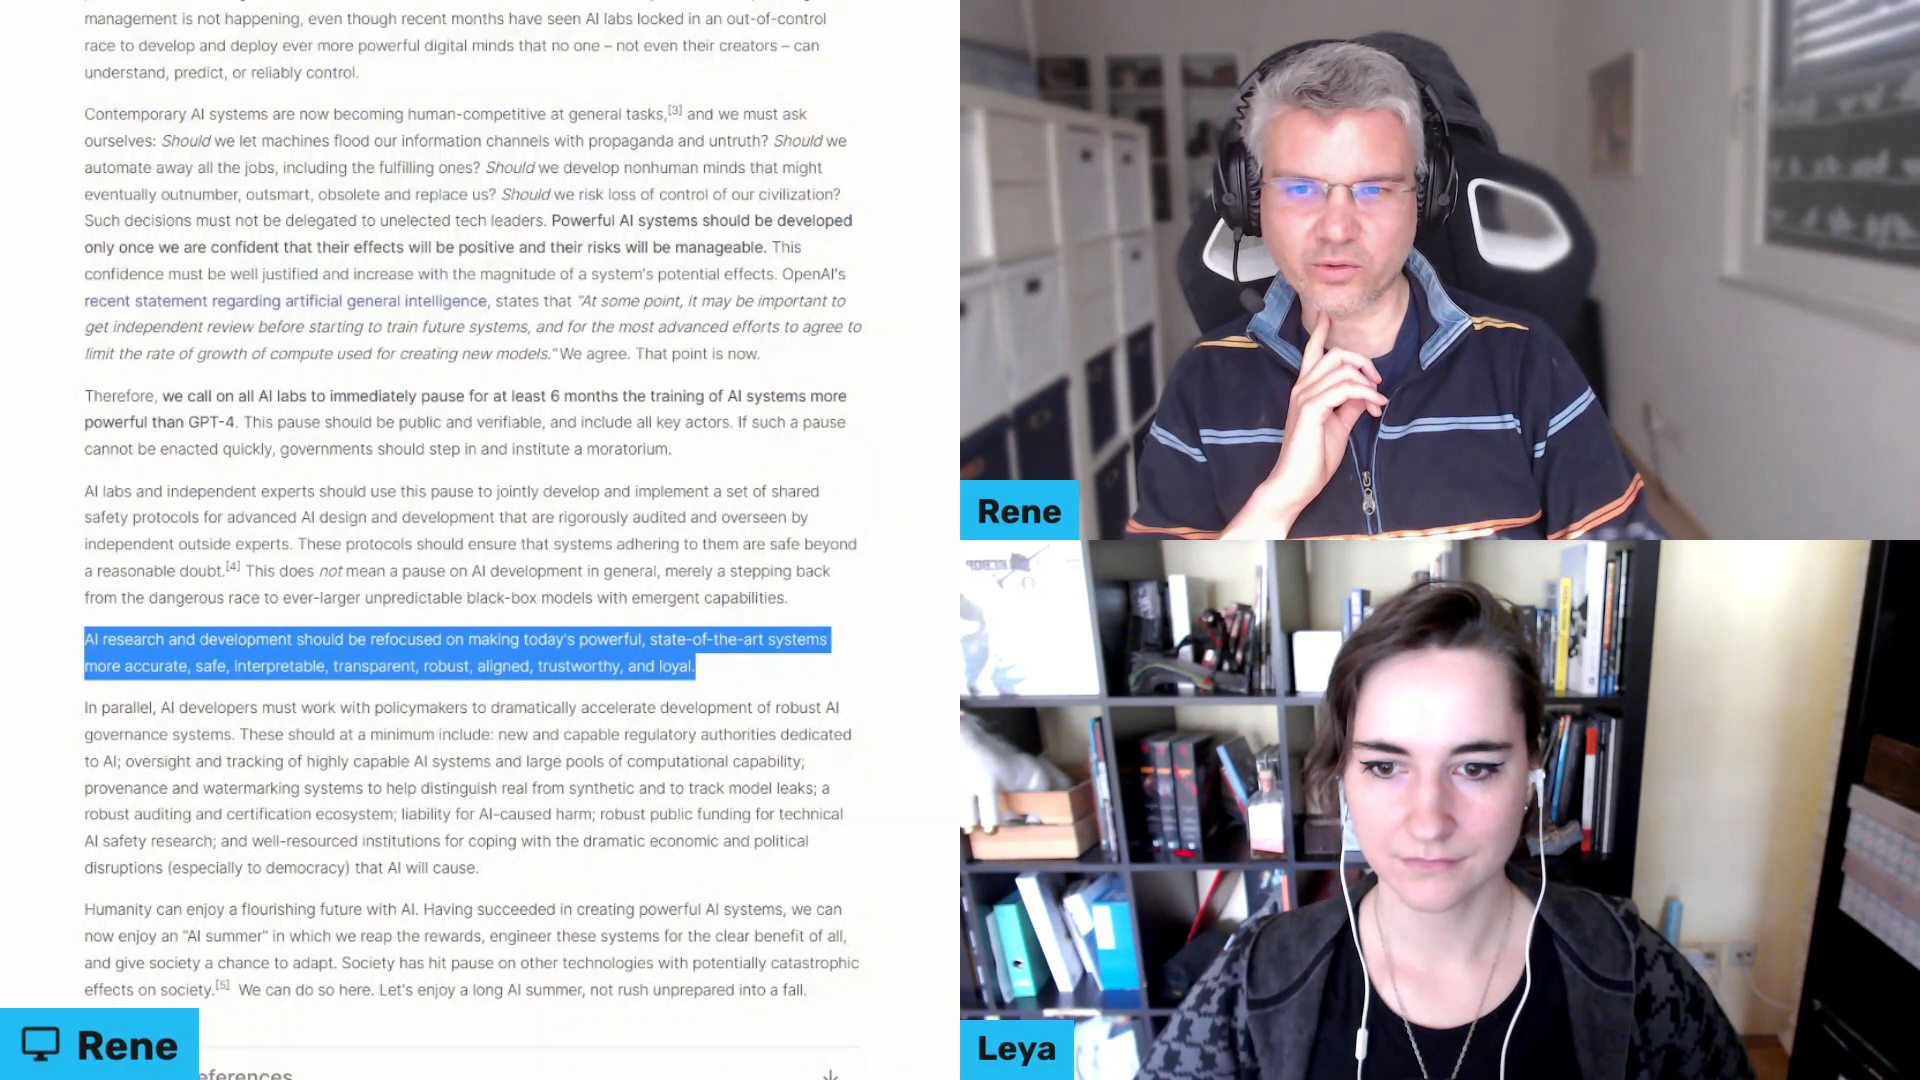 management is not happening, even though recent months have seen AI labs locked in an out-of-control
race to develop and deploy ever more powerful digital minds that no one – not even their creators – can
understand, predict, or reliably control.
Contemporary AI systems are now becoming human-competitive at general tasks,[3] and we must ask
ourselves: Should we let machines flood our information channels with propaganda and untruth? Should we
automate away all the jobs, including the fulfilling ones? Should we develop nonhuman minds that might
eventually outnumber, outsmart, obsolete and replace us? Should we risk loss of control of our civilization?
Such decisions must not be delegated to unelected tech leaders. Powerful AI systems should be developed
only once we are confident that their effects will be positive and their risks will be manageable. This
confidence must be well justified and increase with the magnitude of a system's potential effects. OpenAI's
recent statement regarding artificial general intelligence, states that "At some point, it may be important to
get independent review before starting to train future systems, and for the most advanced efforts to agree to
limit the rate of growth of compute used for creating new models." We agree. That point is now.
Therefore, we call on all AI labs to immediately pause for at least 6 months the training of AI systems more
powerful than GPT-4. This pause should be public and verifiable, and include all key actors. If such a pause
cannot be enacted quickly, governments should step in and institute a moratorium.
AI labs and independent experts should use this pause to jointly develop and implement a set of shared
safety protocols for advanced AI design and development that are rigorously audited and overseen by
independent outside experts. These protocols should ensure that systems adhering to them are safe beyond
a reasonable doubt.[4] This does not mean a pause on AI development in general, merely a stepping back
from the dangerous race to ever-larger unpredictable black-box models with emergent capabilities.
AI research and development should be refocused on making today's powerful, state-of-the-art systems
more accurate, safe, interpretable, transparent, robust, aligned, trustworthy, and loyal.
In parallel, AI developers must work with policymakers to dramatically accelerate development of robust AI
governance systems. These should at a minimum include: new and capable regulatory authorities dedicated
to AI; oversight and tracking of highly capable AI systems and large pools of computational capability;
provenance and watermarking systems to help distinguish real from synthetic and to track model leaks; a
robust auditing and certification ecosystem; liability for AI-caused harm; robust public funding for technical
AI safety research; and well-resourced institutions for coping with the dramatic economic and political
disruptions (especially to democracy) that AI will cause.
Humanity can enjoy a flourishing future with AI. Having succeeded in creating powerful AI systems, we can
now enjoy an "AI summer" in which we reap the rewards, engineer these systems for the clear benefit of all,
and give society a chance to adapt. Society has hit pause on other technologies with potentially catastrophic
effects on society.[5] We can do so here. Let's enjoy a long AI summer, not rush unprepared into a fall.
Rene
eferences
Rene
Leya